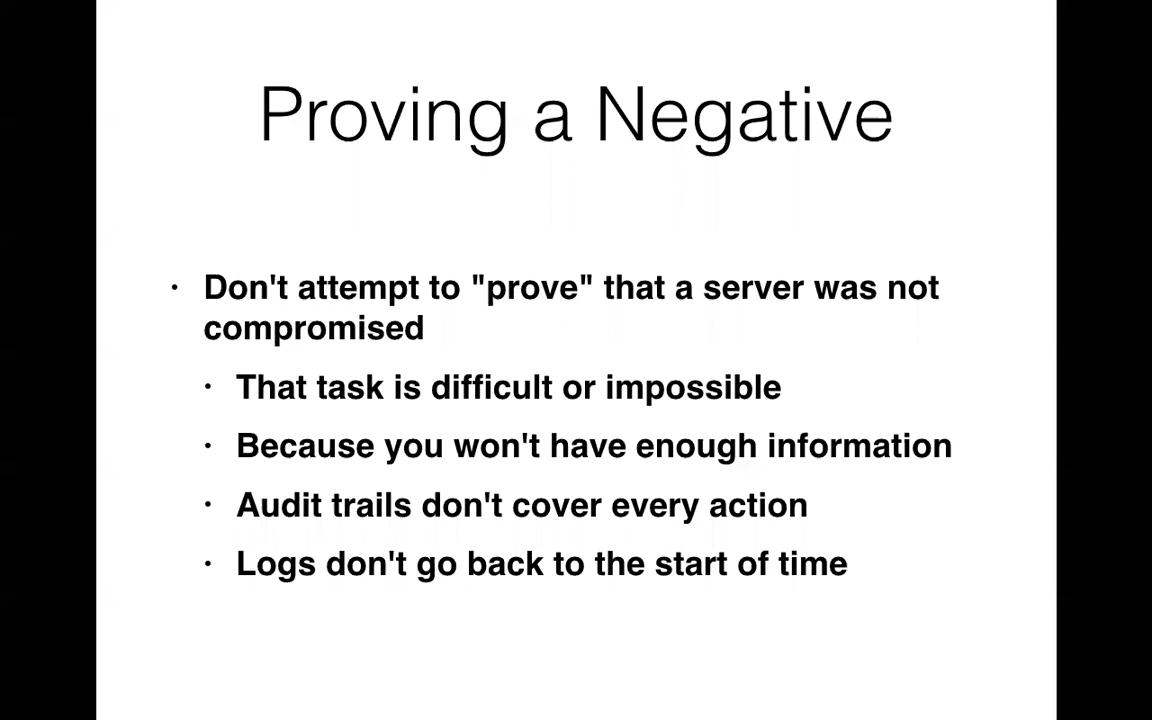 Proving a Negative
• Don't attempt to "prove" that a server was not
compromised
• That task is difficult or impossible
• Because you won't have enough information
• Audit trails don't cover every action
• Logs don't go back to the start of time